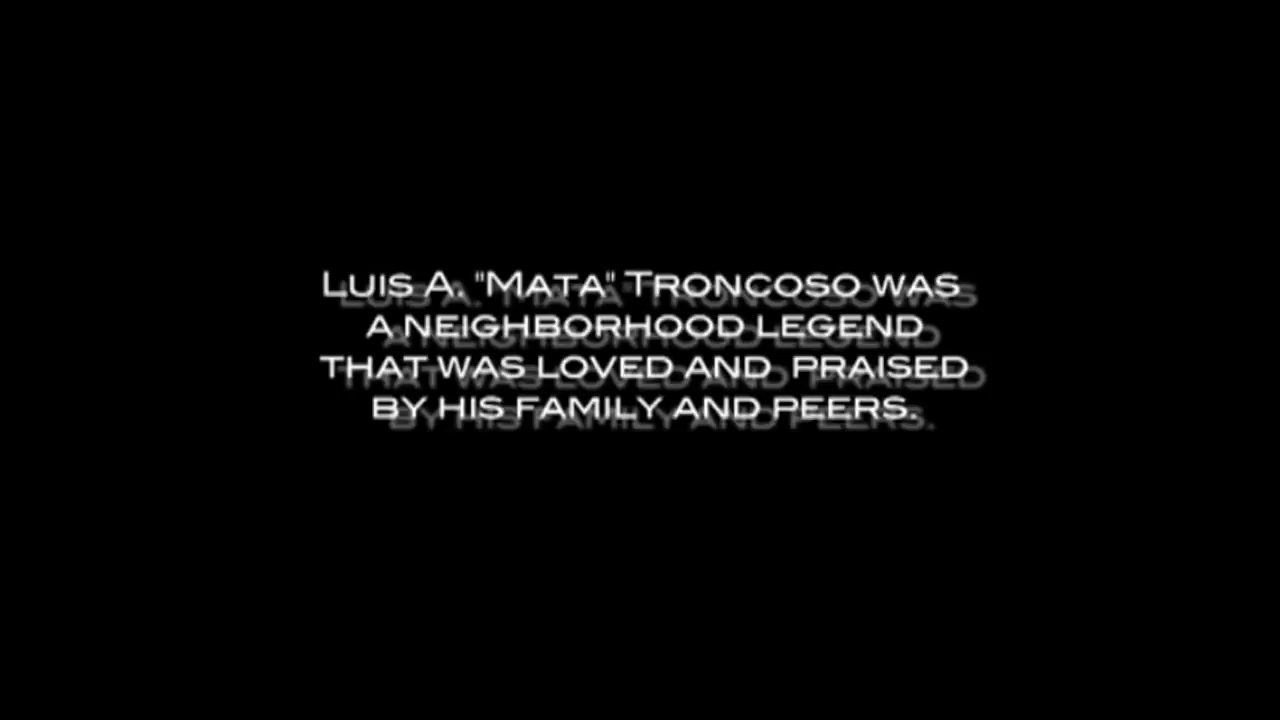 Luis A. "Mata" Troncoso was
a neighborhood legend
that was loved and  praised
by his family and peers.